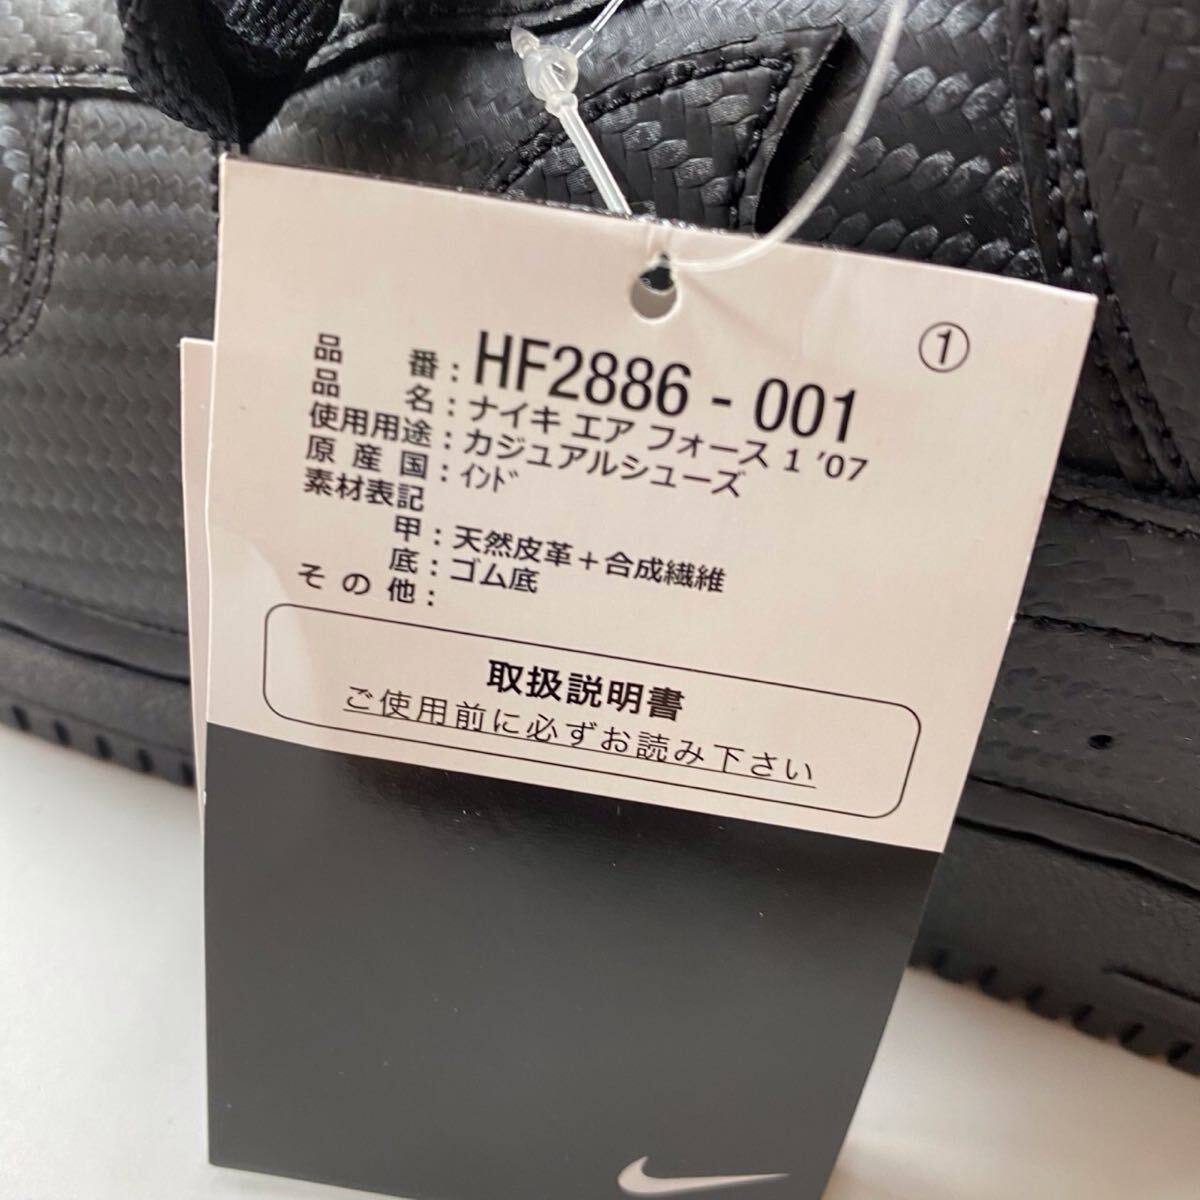 ①
品番：HF2886-001
品名：ナイキ エア フォース 1 '07
使用用途：カジュアルシューズ
原産国：ｲﾝﾄﾞ
素材表記
甲：天然皮革＋合成繊維
底：ゴム底
その他：
取扱説明書
ご使用前に必ずお読み下さい